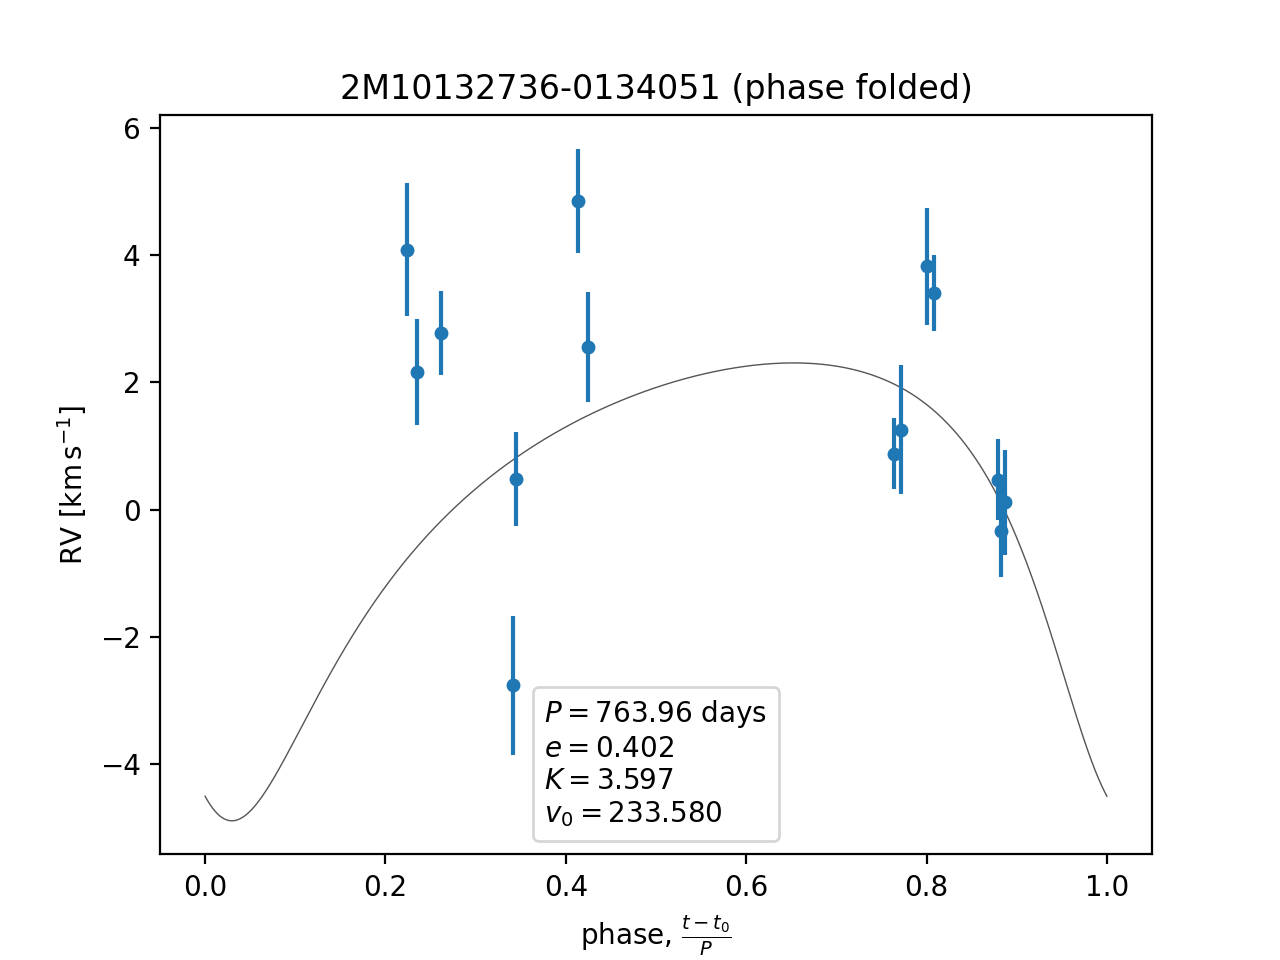 2M10132736-0134051 (phase folded)
6
4
2
0
−2
−4
RV [km s⁻¹]
P = 763.96 days
e = 0.402
K = 3.597
v₀ = 233.580
0.0 0.2 0.4 0.6 0.8 1.0
phase, (t − t₀)/P